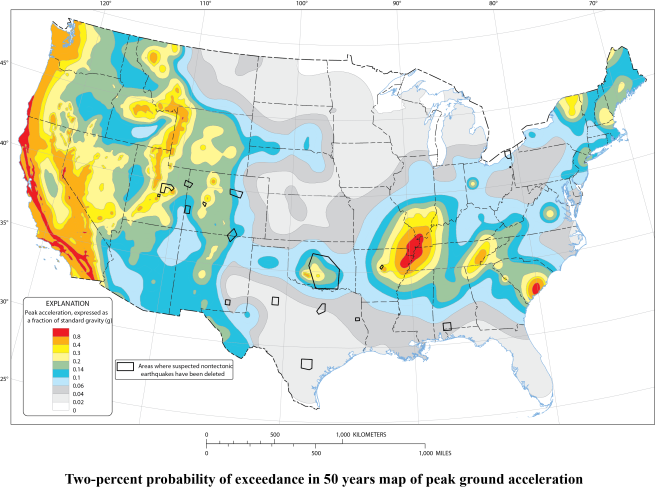 120°
110°
100°
90°
80°
70°
45°
40°
35°
30°
25°
EXPLANATION
Peak acceleration, expressed as
a fraction of standard gravity (g)
0.8
0.4
0.3
0.2
0.14
0.1
0.06
0.04
0.02
0
Areas where suspected nontectonic
earthquakes have been deleted
0 500 1,000 KILOMETERS
0 500 1,000 MILES
Two-percent probability of exceedance in 50 years map of peak ground acceleration